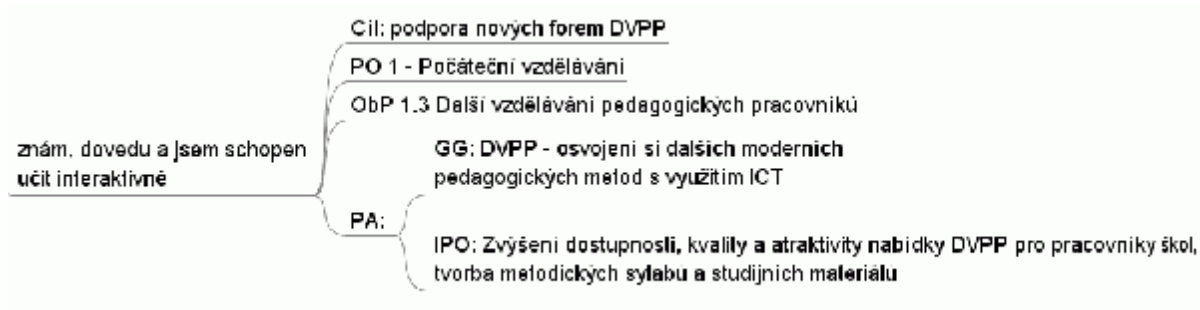 Cíl: podpora nových forem DVPP
PO 1 - Počáteční vzdělávání
ObP 1.3 Další vzdělávání pedagogických pracovníků
znám, dovedu a jsem schopen
učit interaktivně
GG: DVPP - osvojení si dalších moderních
pedagogických metod s využitím ICT
PA:
IPO: Zvýšení dostupnosti, kvality a atraktivity nabídky DVPP pro pracovníky škol,
tvorba metodických sylabu a studijních materiálu